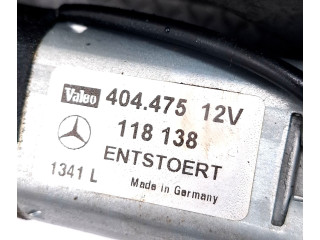 Valeo 404.475 12V
118 138
ENTSTOERT
1341 L Made in Germany